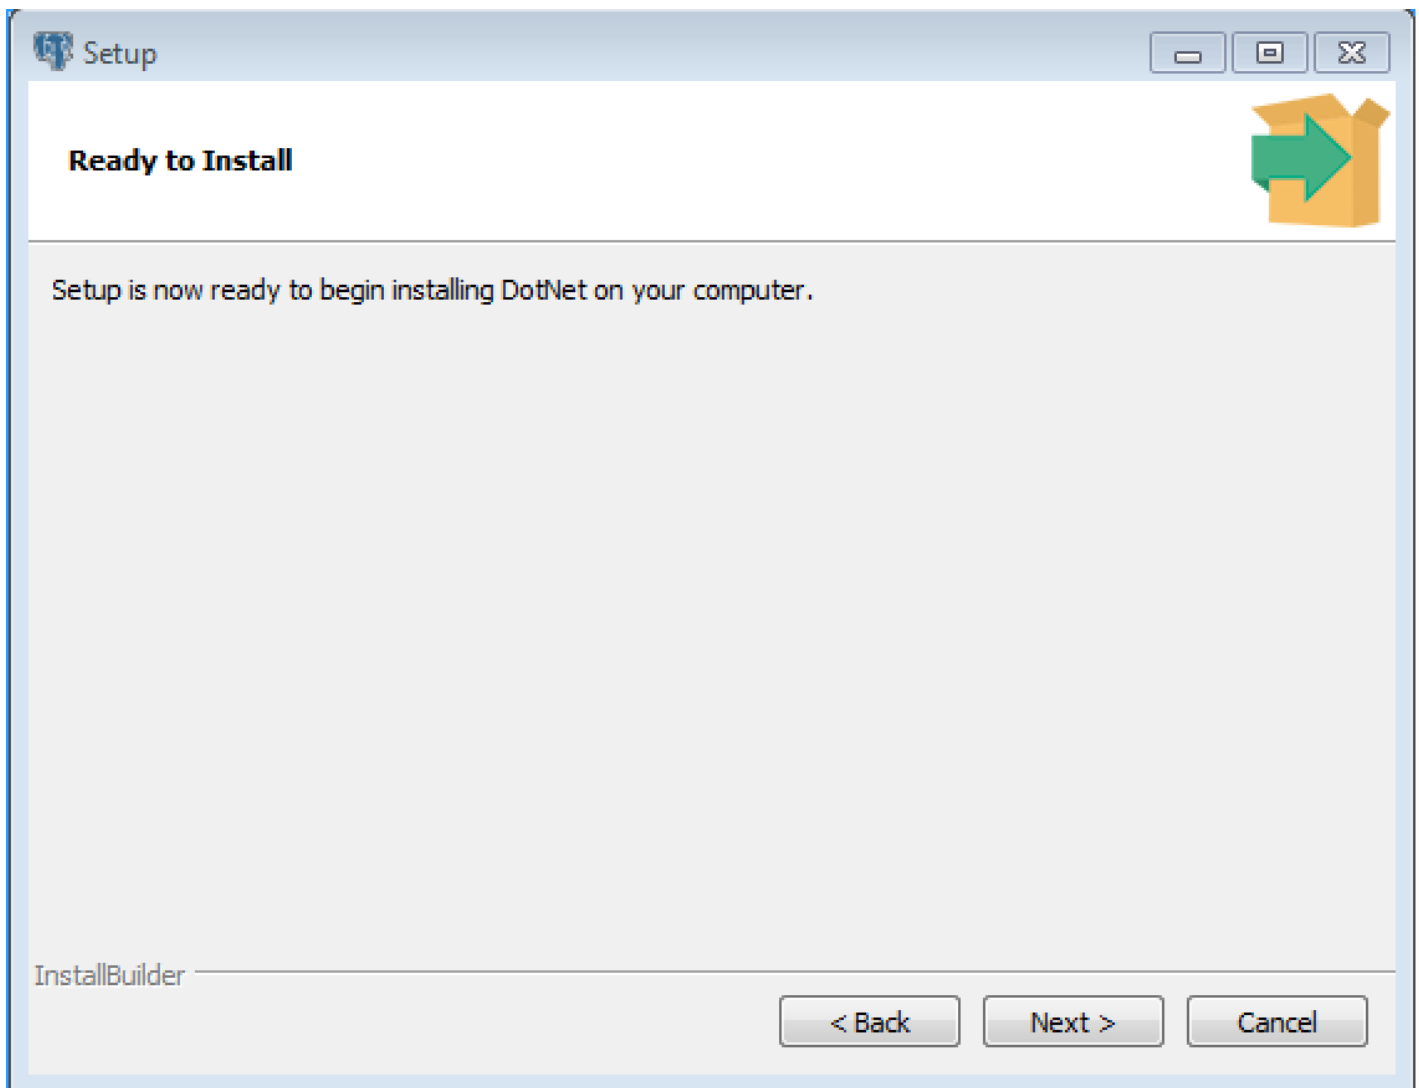 Setup
Ready to Install
Setup is now ready to begin installing DotNet on your computer.
InstallBuilder
< Back
Next >
Cancel